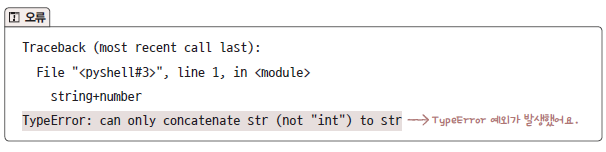 오류
Traceback (most recent call last):
File "<pyshell#3>", line 1, in <module>
string+number
TypeError: can only concatenate str (not "int") to str → TypeError 예외가 발생했어요.